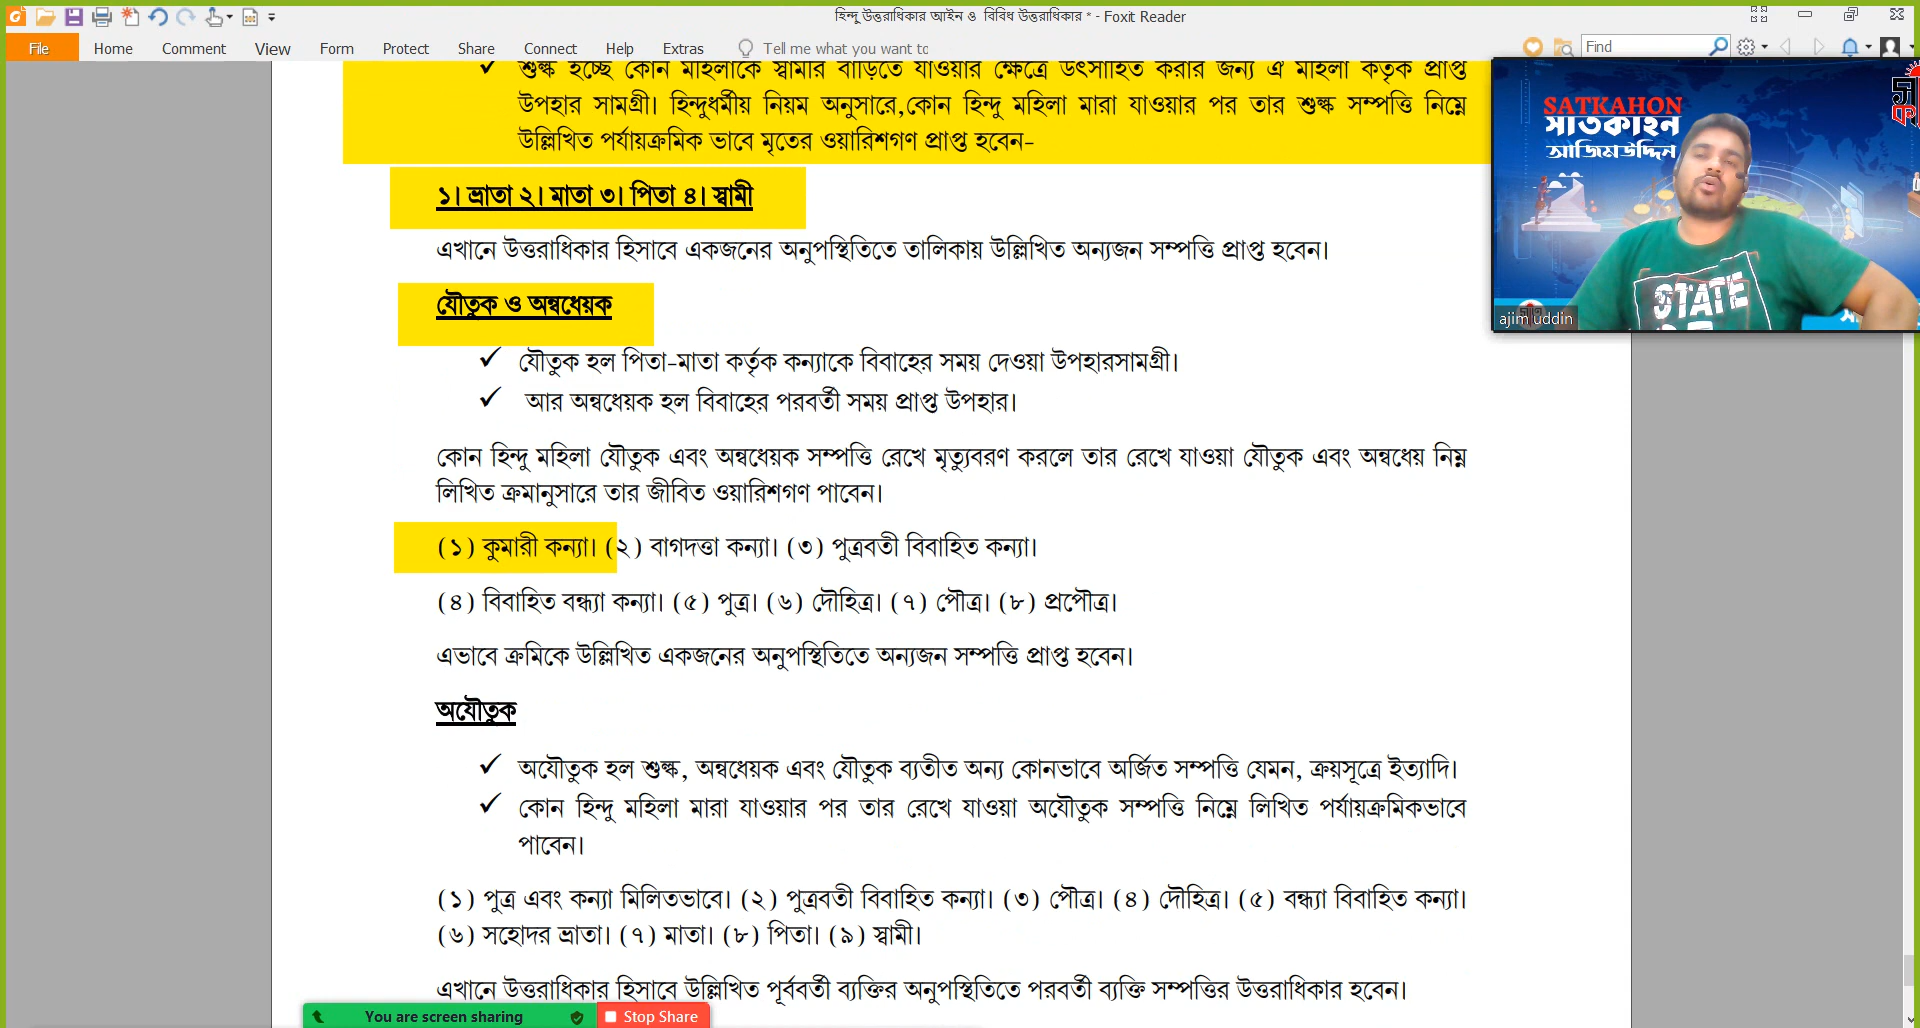 হিন্দু উত্তরাধিকার আইন ও বিবিধ উত্তরাধিকার * - Foxit Reader
File Home Comment View Form Protect Share Connect Help Extras Tell me what you want to Find
শুল্ক হচ্ছে কোন মহিলাকে স্বামীর বাড়িতে যাওয়ার ক্ষেত্রে উৎসাহিত করার জন্য ঐ মহিলা কর্তৃক প্রাপ্ত
উপহার সামগ্রী। হিন্দুধর্মীয় নিয়ম অনুসারে,কোন হিন্দু মহিলা মারা যাওয়ার পর তার শুল্ক সম্পত্তি নিম্নে
উল্লিখিত পর্যায়ক্রমিক ভাবে মৃতের ওয়ারিশগণ প্রাপ্ত হবেন-
১। ভ্রাতা ২। মাতা ৩। পিতা ৪। স্বামী
এখানে উত্তরাধিকার হিসাবে একজনের অনুপস্থিতিতে তালিকায় উল্লিখিত অন্যজন সম্পত্তি প্রাপ্ত হবেন।
যৌতুক ও অন্বধেয়ক
যৌতুক হল পিতা-মাতা কর্তৃক কন্যাকে বিবাহের সময় দেওয়া উপহারসামগ্রী।
আর অন্বধেয়ক হল বিবাহের পরবর্তী সময় প্রাপ্ত উপহার।
কোন হিন্দু মহিলা যৌতুক এবং অন্বধেয়ক সম্পত্তি রেখে মৃত্যুবরণ করলে তার রেখে যাওয়া যৌতুক এবং অন্বধেয় নিম্ন
লিখিত ক্রমানুসারে তার জীবিত ওয়ারিশগণ পাবেন।
(১) কুমারী কন্যা। (২) বাগদত্তা কন্যা। (৩) পুত্রবতী বিবাহিত কন্যা।
(৪) বিবাহিত বন্ধ্যা কন্যা। (৫) পুত্র। (৬) দৌহিত্র। (৭) পৌত্র। (৮) প্রপৌত্র।
এভাবে ক্রমিকে উল্লিখিত একজনের অনুপস্থিতিতে অন্যজন সম্পত্তি প্রাপ্ত হবেন।
অযৌতুক
অযৌতুক হল শুল্ক, অন্বধেয়ক এবং যৌতুক ব্যতীত অন্য কোনভাবে অর্জিত সম্পত্তি যেমন, ক্রয়সূত্রে ইত্যাদি।
কোন হিন্দু মহিলা মারা যাওয়ার পর তার রেখে যাওয়া অযৌতুক সম্পত্তি নিম্নে লিখিত পর্যায়ক্রমিকভাবে
পাবেন।
(১) পুত্র এবং কন্যা মিলিতভাবে। (২) পুত্রবতী বিবাহিত কন্যা। (৩) পৌত্র। (৪) দৌহিত্র। (৫) বন্ধ্যা বিবাহিত কন্যা।
(৬) সহোদর ভ্রাতা। (৭) মাতা। (৮) পিতা। (৯) স্বামী।
এখানে উত্তরাধিকার হিসাবে উল্লিখিত পূর্ববর্তী ব্যক্তির অনুপস্থিতিতে পরবর্তী ব্যক্তি সম্পত্তির উত্তরাধিকার হবেন।
You are screen sharing Stop Share
SATKAHON
সাতকাহন
আজিমউদ্দিন
STATE
ajim uddin